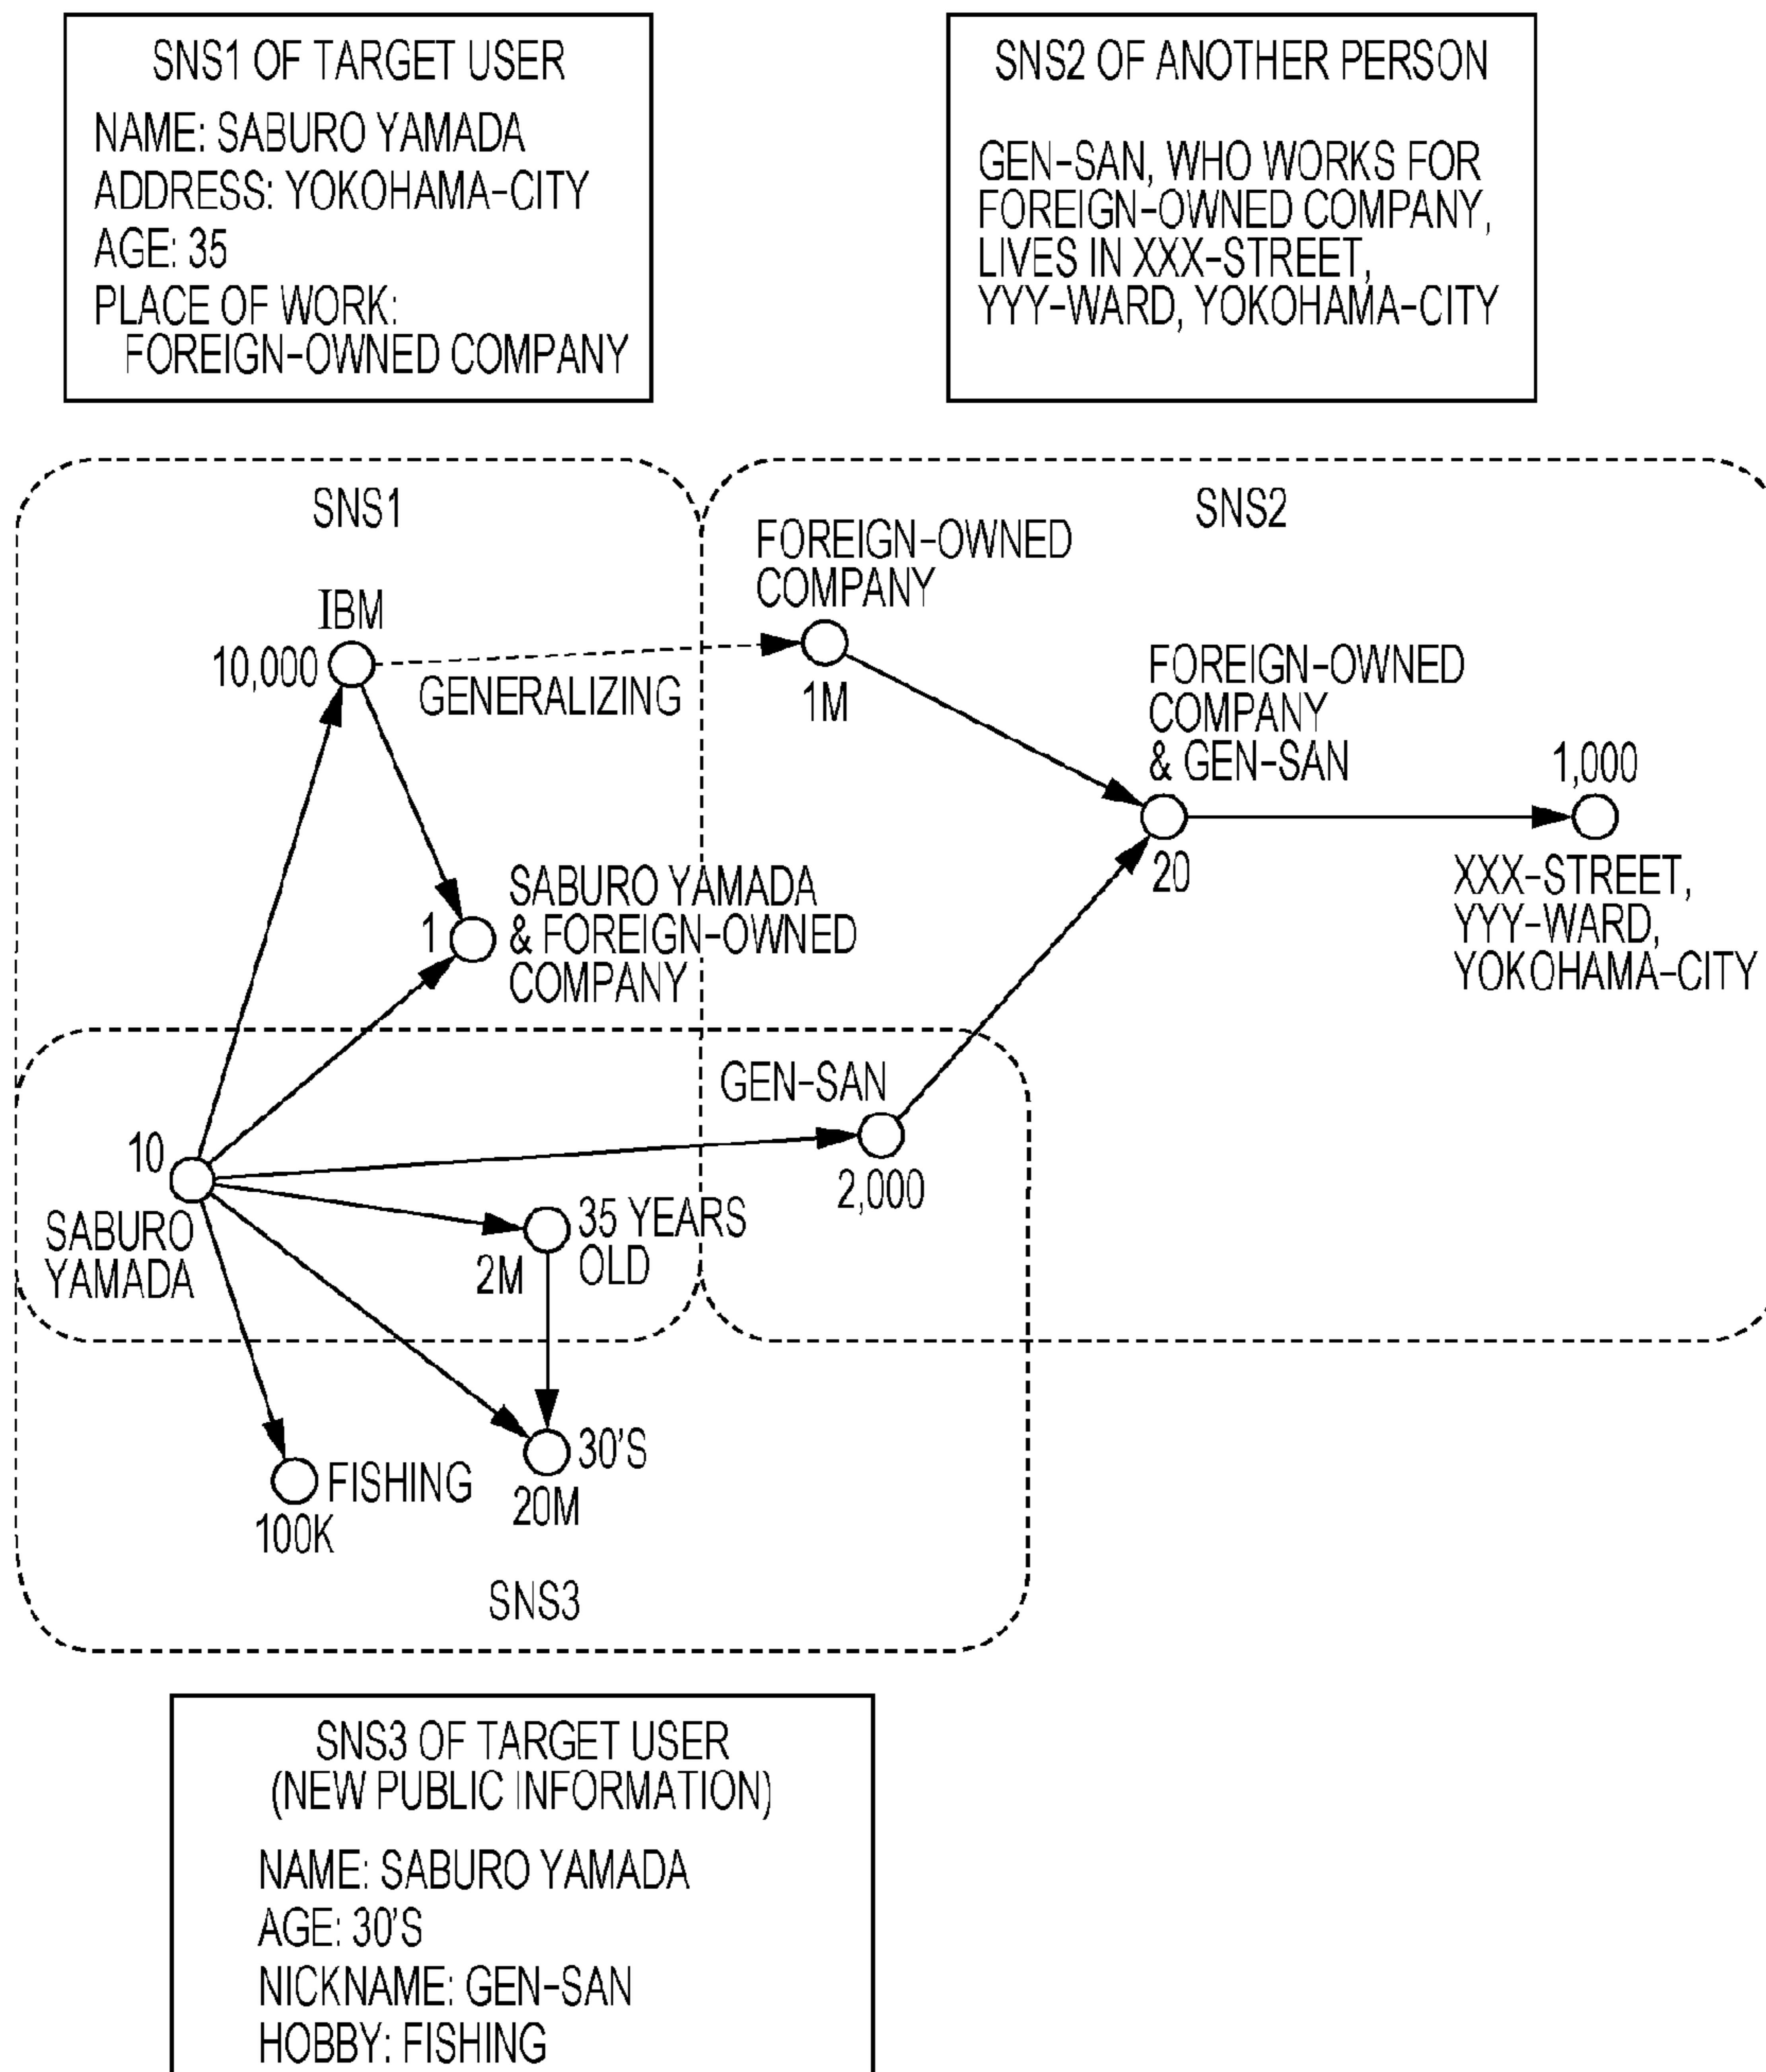 SNS1 OF TARGET USER
NAME: SABURO YAMADA
ADDRESS: YOKOHAMA-CITY
AGE: 35
PLACE OF WORK:
FOREIGN-OWNED COMPANY
SNS2 OF ANOTHER PERSON
GEN-SAN, WHO WORKS FOR
FOREIGN-OWNED COMPANY,
LIVES IN XXX-STREET,
YYY-WARD, YOKOHAMA-CITY
SNS1
SNS2
IBM
10,000
GENERALIZING
FOREIGN-OWNED
COMPANY
1M
FOREIGN-OWNED
COMPANY
& GEN-SAN
20
1,000
XXX-STREET,
YYY-WARD,
YOKOHAMA-CITY
1
SABURO YAMADA
& FOREIGN-OWNED
COMPANY
GEN-SAN
2,000
10
SABURO
YAMADA
35 YEARS
OLD
2M
30'S
20M
FISHING
100K
SNS3
SNS3 OF TARGET USER
(NEW PUBLIC INFORMATION)
NAME: SABURO YAMADA
AGE: 30'S
NICKNAME: GEN-SAN
HOBBY: FISHING